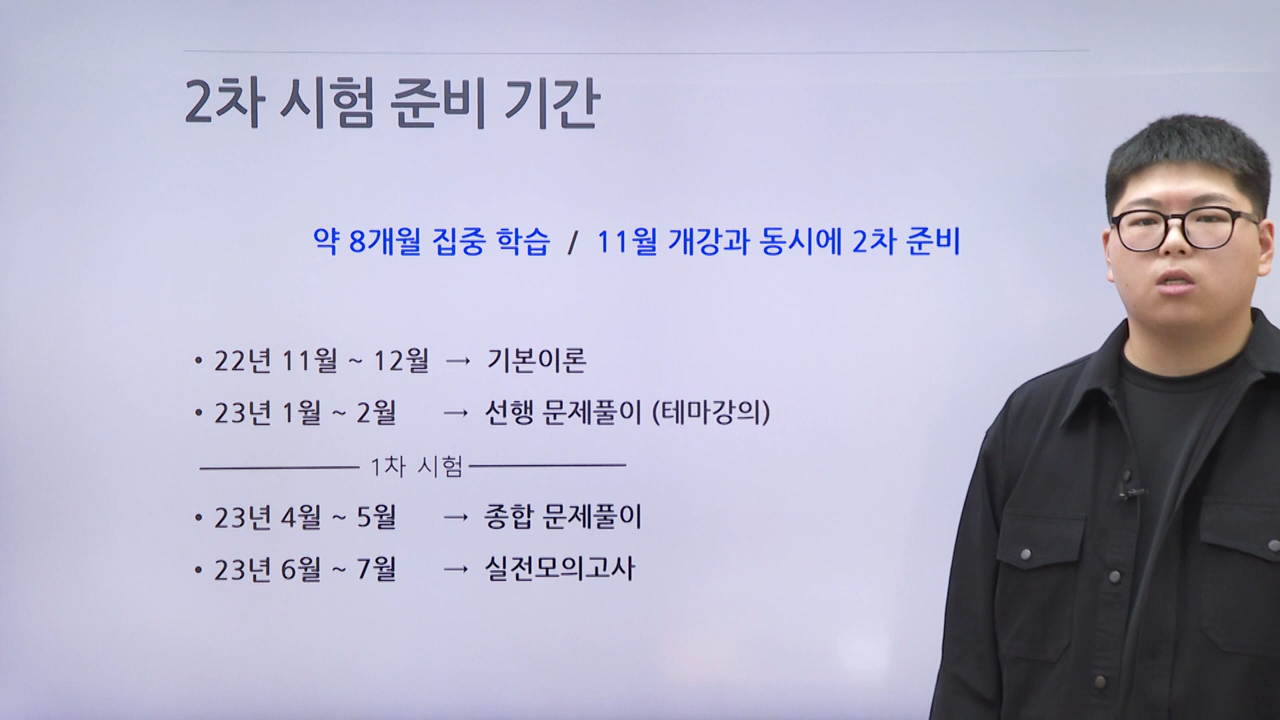 2차 시험 준비 기간
약 8개월 집중 학습 / 11월 개강과 동시에 2차 준비
• 22년 11월 ~ 12월 → 기본이론
• 23년 1월 ~ 2월 → 선행 문제풀이 (테마강의)
1차 시험
• 23년 4월 ~ 5월 → 종합 문제풀이
• 23년 6월 ~ 7월 → 실전모의고사